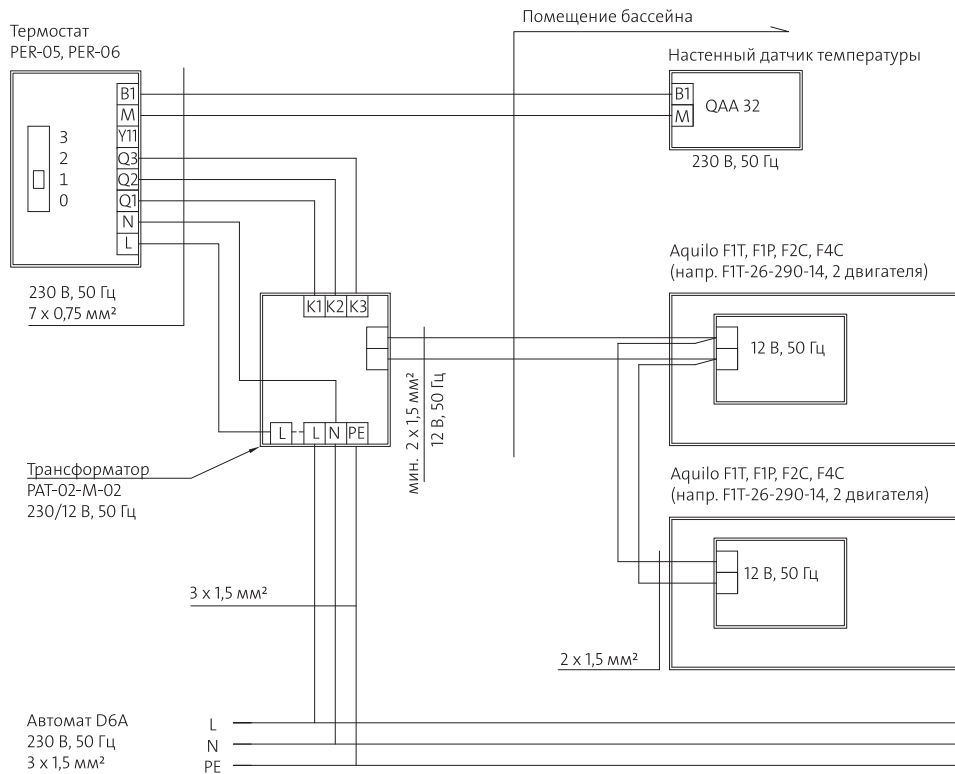 Помещение бассейна
Термостат
PER-05, PER-06
Настенный датчик температуры
B1
M
Y11
Q3
Q2
Q1
N
L
3
2
1
0
B1
M
QAA 32
230 В, 50 Гц
230 В, 50 Гц
7 x 0,75 мм²
Aquilo F1T, F1P, F2C, F4C
(напр. F1T-26-290-14, 2 двигателя)
K1 K2 K3
12 В, 50 Гц
мин. 2 x 1,5 мм²
12 В, 50 Гц
L L N PE
Трансформатор
PAT-02-M-02
230/12 В, 50 Гц
Aquilo F1T, F1P, F2C, F4C
(напр. F1T-26-290-14, 2 двигателя)
12 В, 50 Гц
3 x 1,5 мм²
2 x 1,5 мм²
Автомат D6A
230 В, 50 Гц
3 x 1,5 мм²
L
N
PE